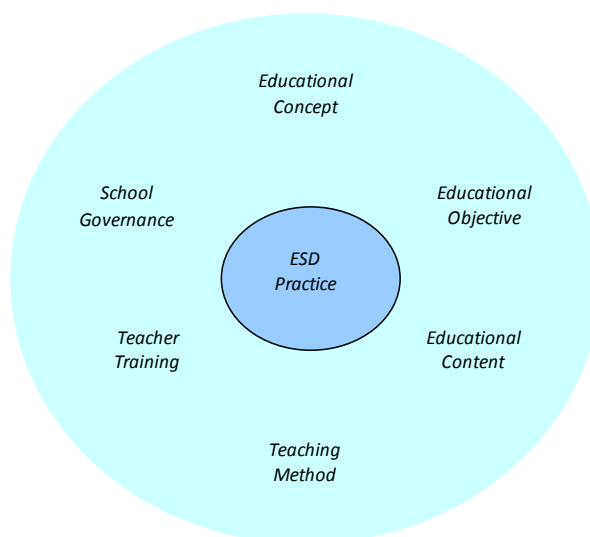 Educational
Concept
School
Governance
Educational
Objective
ESD
Practice
Teacher
Training
Educational
Content
Teaching
Method